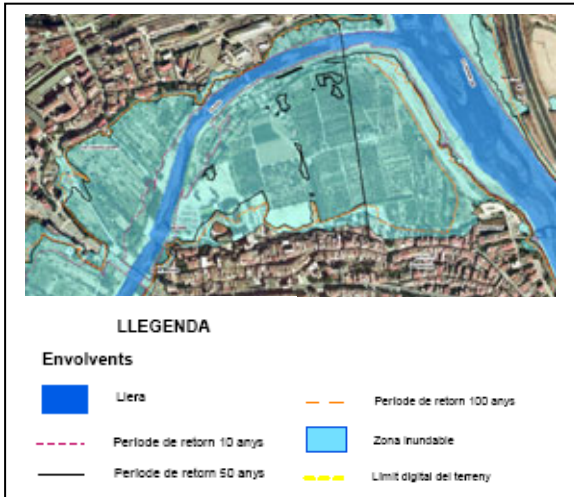 LLEGENDA
Envolvents
Llera
Període de retorn 10 anys
Període de retorn 50 anys
Període de retorn 100 anys
Zona inundable
Límit digital del terreny